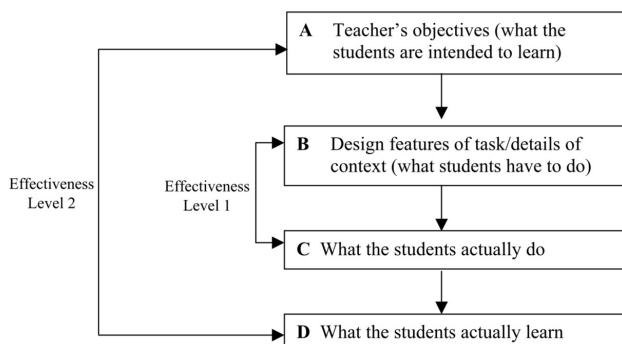 A Teacher’s objectives (what the
students are intended to learn)
B Design features of task/details of
context (what students have to do)
Effectiveness
Level 2
Effectiveness
Level 1
C What the students actually do
D What the students actually learn